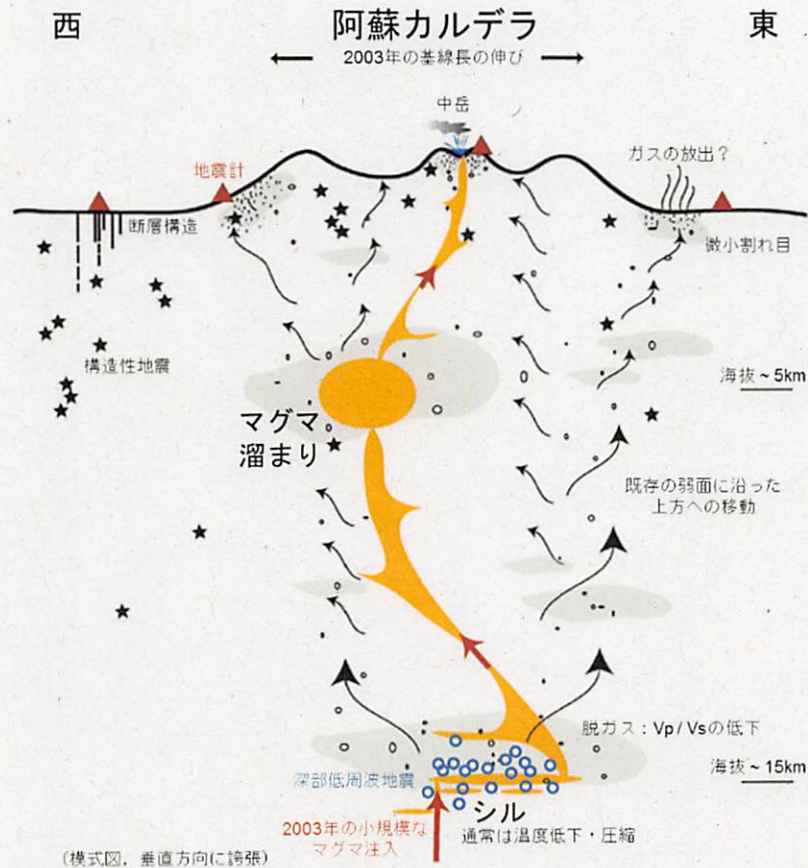 西
阿蘇カルデラ
東
2003年の基線長の伸び
中岳
地震計
ガスの放出?
断層構造
微小割れ目
構造性地震
海抜~5km
マグマ
溜まり
既存の弱面に沿った
上方への移動
脱ガス:Vp/Vsの低下
深部低周波地震
海抜~15km
シル
2003年の小規模な
マグマ注入
通常は温度低下・圧縮
(模式図,垂直方向に誇張)